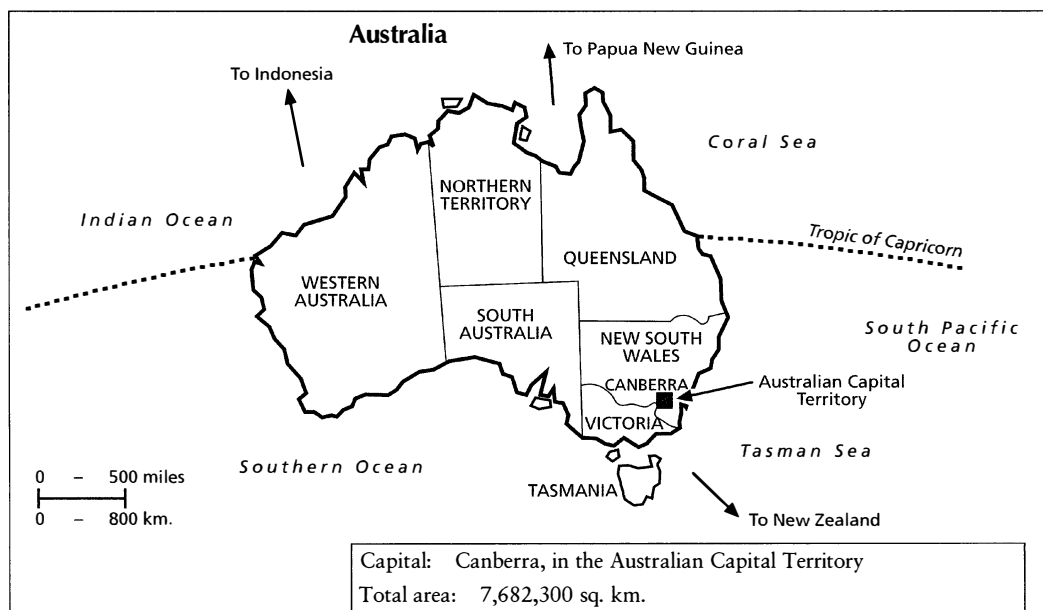 Australia
To Papua New Guinea
To Indonesia
Coral Sea
NORTHERN
TERRITORY
Indian Ocean
Tropic of Capricorn
QUEENSLAND
WESTERN
AUSTRALIA
SOUTH
AUSTRALIA
NEW SOUTH
WALES
South Pacific
Ocean
CANBERRA
Australian Capital
Territory
VICTORIA
Tasman Sea
Southern Ocean
0 – 500 miles
0 – 800 km.
TASMANIA
To New Zealand
Capital: Canberra, in the Australian Capital Territory
Total area: 7,682,300 sq. km.